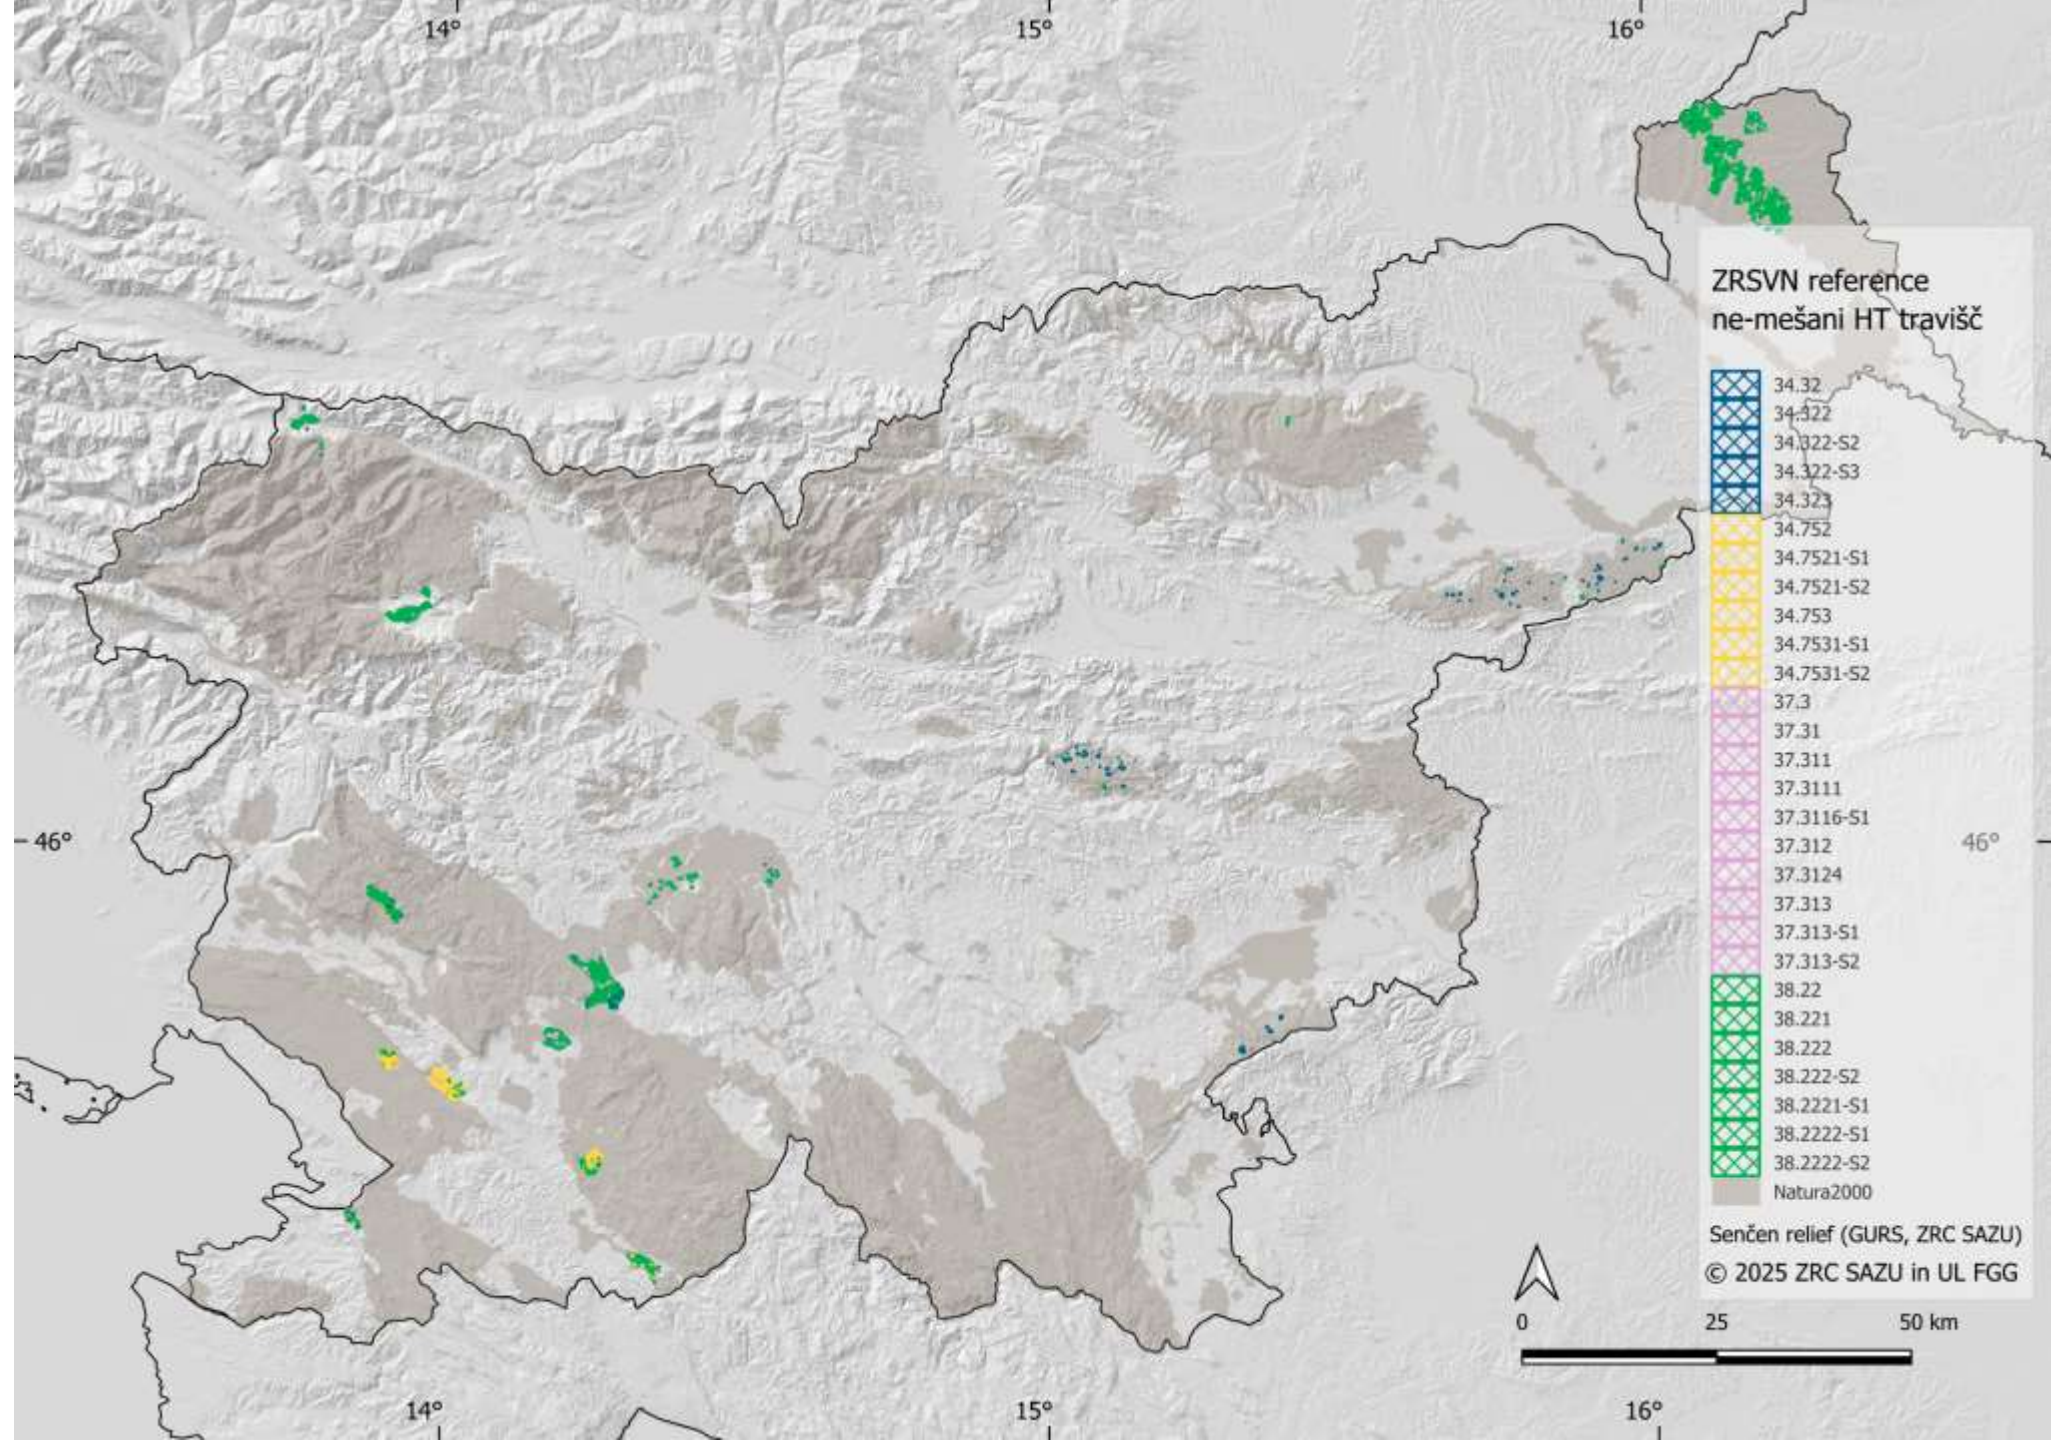 14°
15°
16°
ZRSVN reference
ne-mešani HT travišč
34.32
34.322
34.322-S2
34.322-S3
34.323
34.752
34.7521-S1
34.7521-S2
34.753
34.7531-S1
34.7531-S2
37.3
37.31
37.311
37.3111
37.3116-S1
37.312
37.3124
37.313
37.313-S1
37.313-S2
38.22
38.221
38.222
38.222-S2
38.2221-S1
38.2222-S1
38.2222-S2
Natura2000
46°
46°
Senčen relief (GURS, ZRC SAZU)
© 2025 ZRC SAZU in UL FGG
0 25 50 km
14°
15°
16°